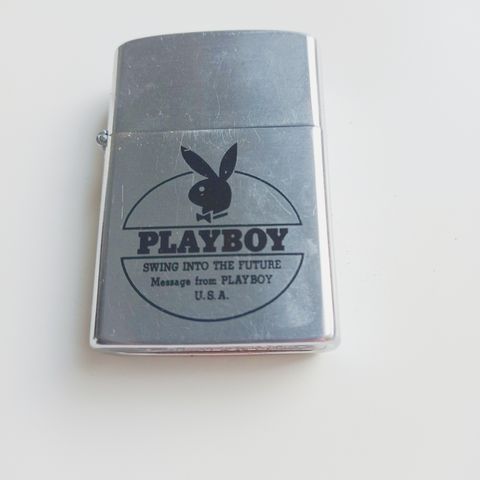 PLAYBOY
SWING INTO THE FUTURE
Message from PLAYBOY
U.S.A.